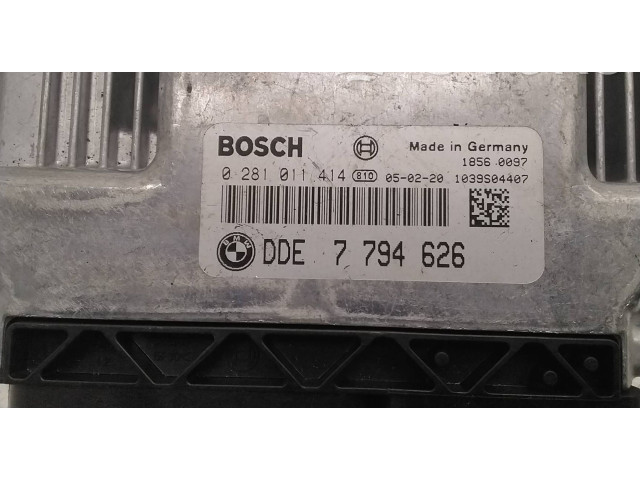 BOSCH Made in Germany
1856 0097
0 281 011 414 810 05-02-20 1039S04407
BMW DDE 7 794 626